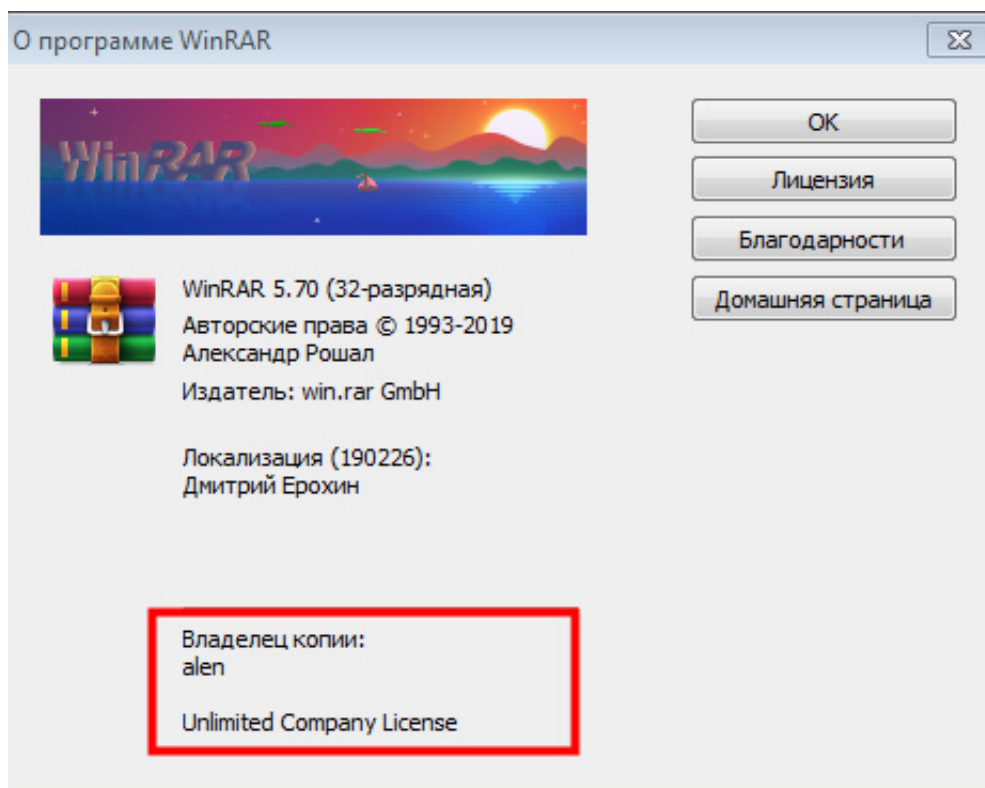 О программе WinRAR
WinRAR
OK
Лицензия
Благодарности
Домашняя страница
WinRAR 5.70 (32-разрядная)
Авторские права © 1993-2019
Александр Рошал
Издатель: win.rar GmbH
Локализация (190226):
Дмитрий Ерохин
Владелец копии:
alen
Unlimited Company License